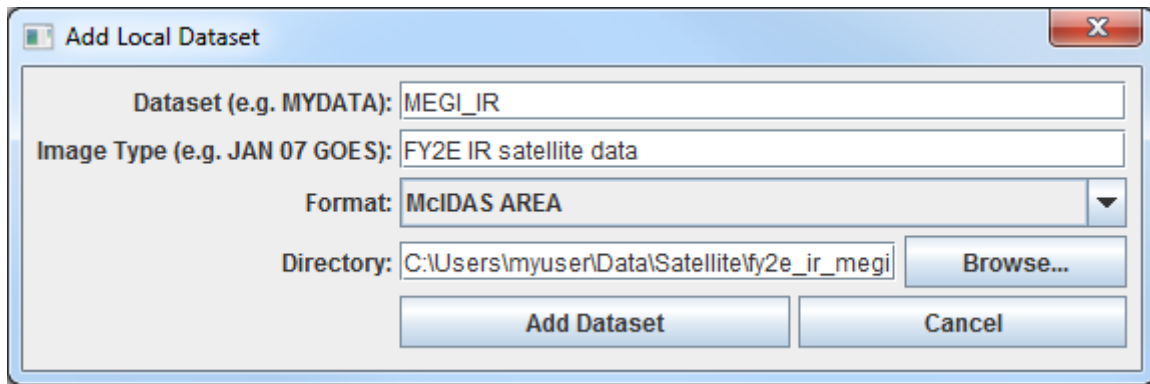 Add Local Dataset
Dataset (e.g. MYDATA): MEGI_IR
Image Type (e.g. JAN 07 GOES): FY2E IR satellite data
Format: McIDAS AREA
Directory: C:\Users\myuser\Data\Satellite\fy2e_ir_megi Browse...
Add Dataset Cancel